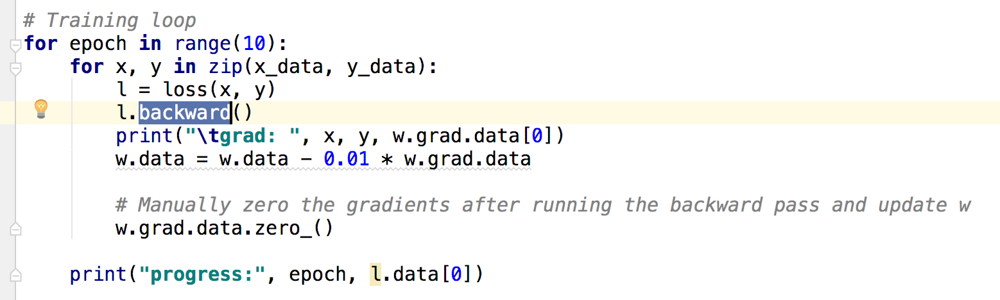 # Training loop
for epoch in range(10):
    for x, y in zip(x_data, y_data):
        l = loss(x, y)
        l.backward()
        print("\tgrad: ", x, y, w.grad.data[0])
        w.data = w.data - 0.01 * w.grad.data
        # Manually zero the gradients after running the backward pass and update w
        w.grad.data.zero_()
    print("progress:", epoch, l.data[0])